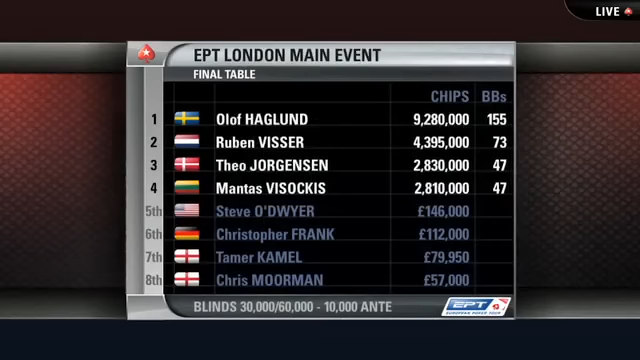 LIVE
EPT LONDON MAIN EVENT
FINAL TABLE
CHIPS BBs
1 Olof HAGLUND 9,280,000 155
2 Ruben VISSER 4,395,000 73
3 Theo JORGENSEN 2,830,000 47
4 Mantas VISOCKIS 2,810,000 47
5th Steve O'DWYER £146,000
6th Christopher FRANK £112,000
7th Tamer KAMEL £79,950
8th Chris MOORMAN £57,000
BLINDS 30,000/60,000 - 10,000 ANTE
EPT
EUROPEAN POKER TOUR